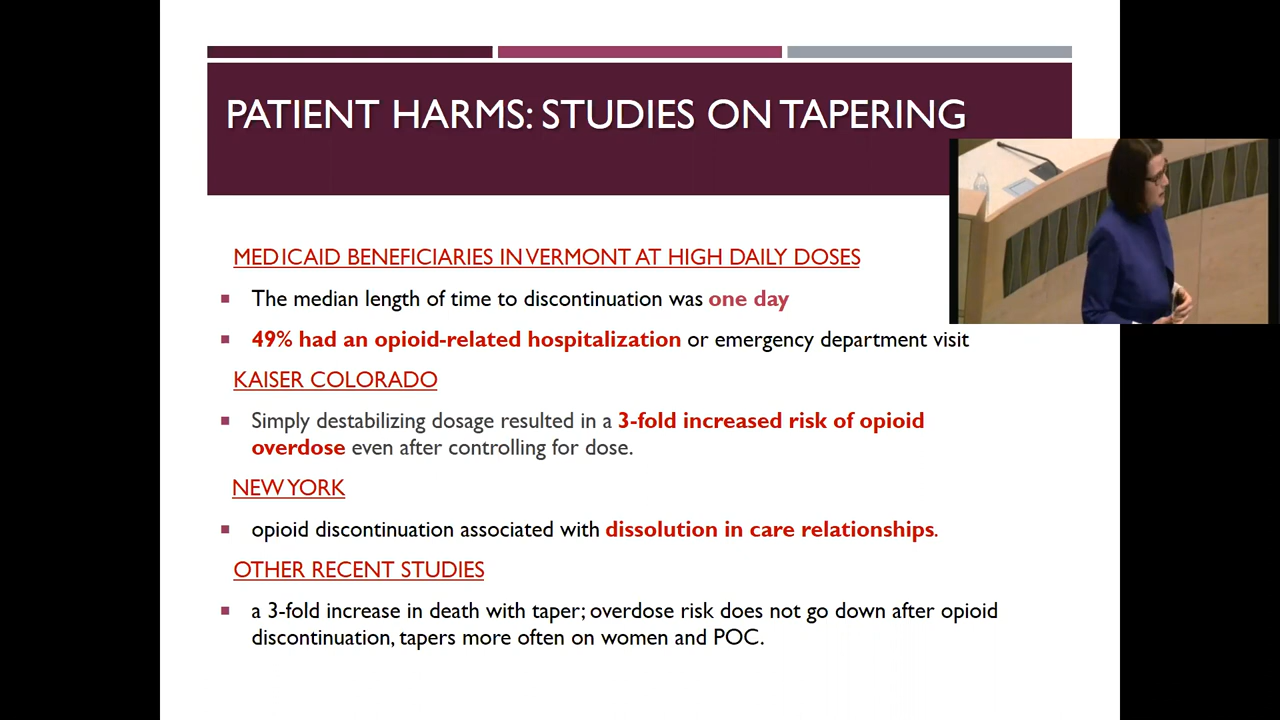 PATIENT HARMS: STUDIES ON TAPERING
MEDICAID BENEFICIARIES IN VERMONT AT HIGH DAILY DOSES
The median length of time to discontinuation was one day
49% had an opioid-related hospitalization or emergency department visit
KAISER COLORADO
Simply destabilizing dosage resulted in a 3-fold increased risk of opioid
overdose even after controlling for dose.
NEW YORK
opioid discontinuation associated with dissolution in care relationships.
OTHER RECENT STUDIES
a 3-fold increase in death with taper; overdose risk does not go down after opioid
discontinuation, tapers more often on women and POC.